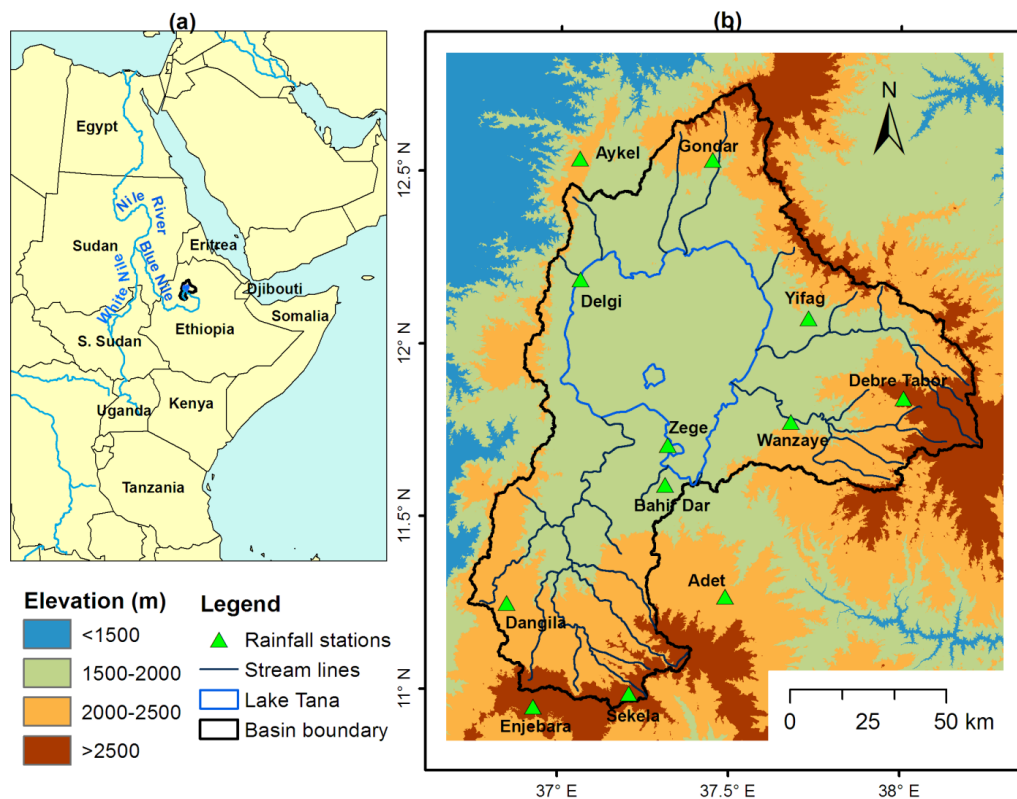 (a)
Egypt
Nile
River
Sudan
Blue Nile
White Nile
Eritrea
Djibouti
Ethiopia
Somalia
S. Sudan
Uganda
Kenya
Tanzania
Elevation (m)
<1500
1500-2000
2000-2500
>2500
Legend
Rainfall stations
Stream lines
Lake Tana
Basin boundary
(b)
N
12.5° N
12° N
11.5° N
11° N
Aykel
Gondar
Delgi
Yifag
Debre Tabor
Zege
Wanzaye
Bahir Dar
Adet
Dangila
Sekela
Enjebara
0 25 50 km
37° E
37.5° E
38° E